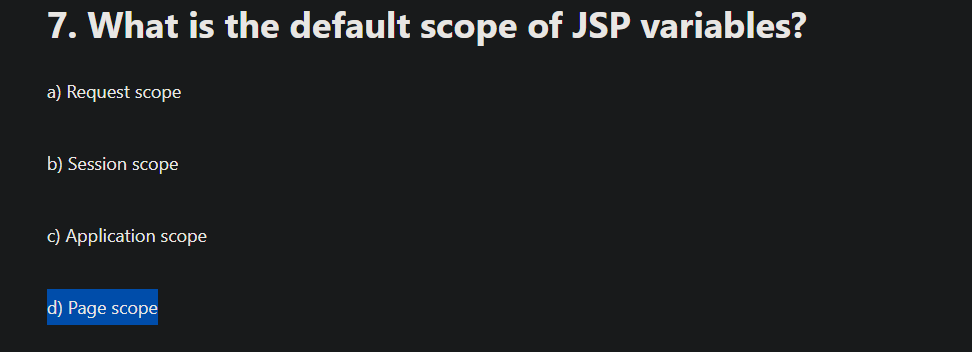 7. What is the default scope of JSP variables?
a) Request scope
b) Session scope
c) Application scope
d) Page scope